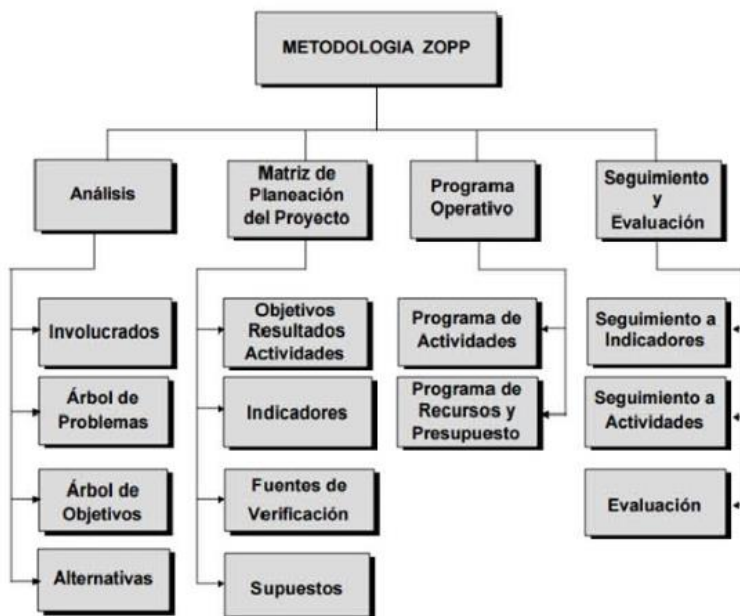 METODOLOGIA ZOPP
Análisis
Matriz de
Planeación
del Proyecto
Programa
Operativo
Seguimiento
y
Evaluación
Involucrados
Árbol de
Problemas
Árbol de
Objetivos
Alternativas
Objetivos
Resultados
Actividades
Indicadores
Fuentes de
Verificación
Supuestos
Programa de
Actividades
Programa de
Recursos y
Presupuesto
Seguimiento a
Indicadores
Seguimiento a
Actividades
Evaluación